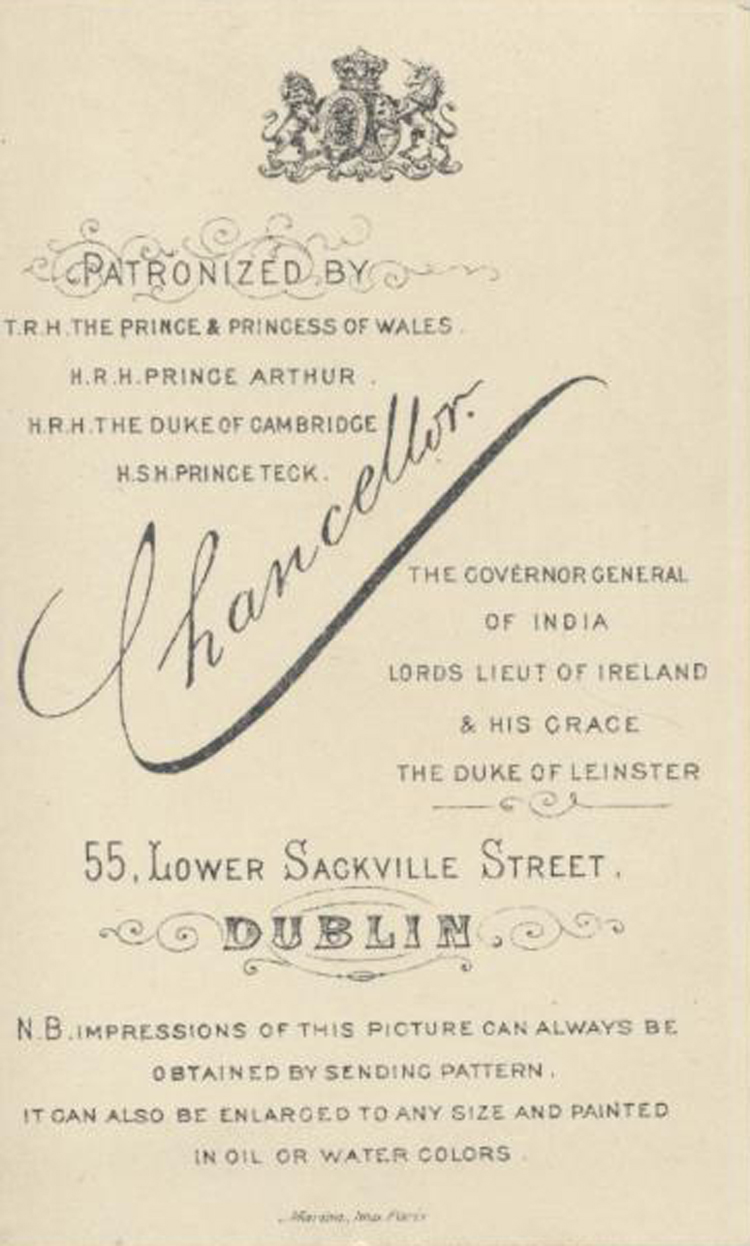 PATRONIZED BY
T.R.H. THE PRINCE & PRINCESS OF WALES.
H.R.H. PRINCE ARTHUR.
H.R.H. THE DUKE OF CAMBRIDGE
H.S.H. PRINCE TECK.
Chancellor.
THE GOVERNOR GENERAL
OF INDIA
LORDS LIEUT OF IRELAND
& HIS GRACE
THE DUKE OF LEINSTER
55, LOWER SACKVILLE STREET.
DUBLIN.
N.B. IMPRESSIONS OF THIS PICTURE CAN ALWAYS BE
OBTAINED BY SENDING PATTERN.
IT CAN ALSO BE ENLARGED TO ANY SIZE AND PAINTED
IN OIL OR WATER COLORS.